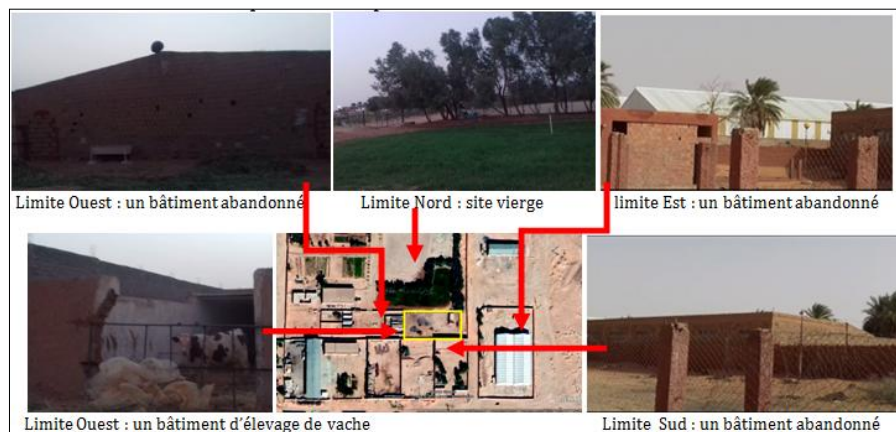 Limite Ouest : un bâtiment abandonné
Limite Nord : site vierge
limite Est : un bâtiment abandonné
Limite Ouest : un bâtiment d'élevage de vache
Limite Sud : un bâtiment abandonné